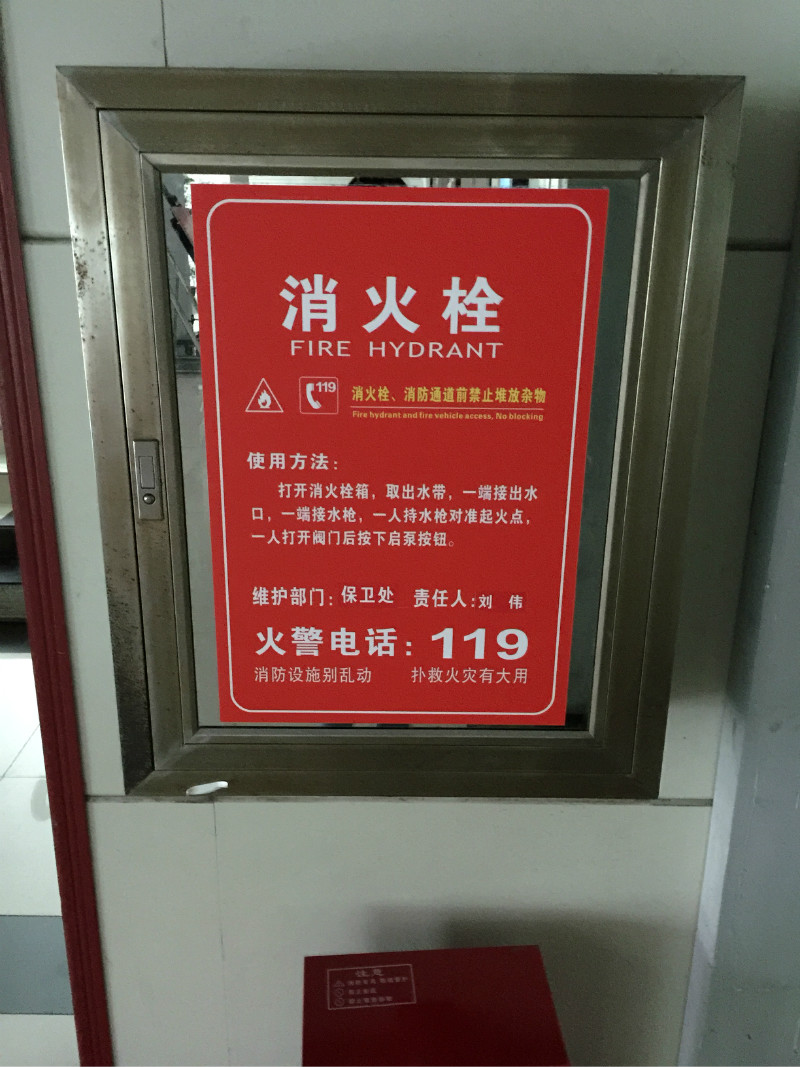 消火栓
FIRE HYDRANT
119
消火栓、消防通道前禁止堆放杂物
Fire hydrant and fire vehicle access, No blocking
使用方法：
打开消火栓箱，取出水带，一端接出水
口，一端接水枪，一人持水枪对准起火点，
一人打开阀门后按下启泵按钮。
维护部门：保卫处 责任人：刘 伟
火警电话：119
消防设施别乱动 扑救火灾有大用
注意